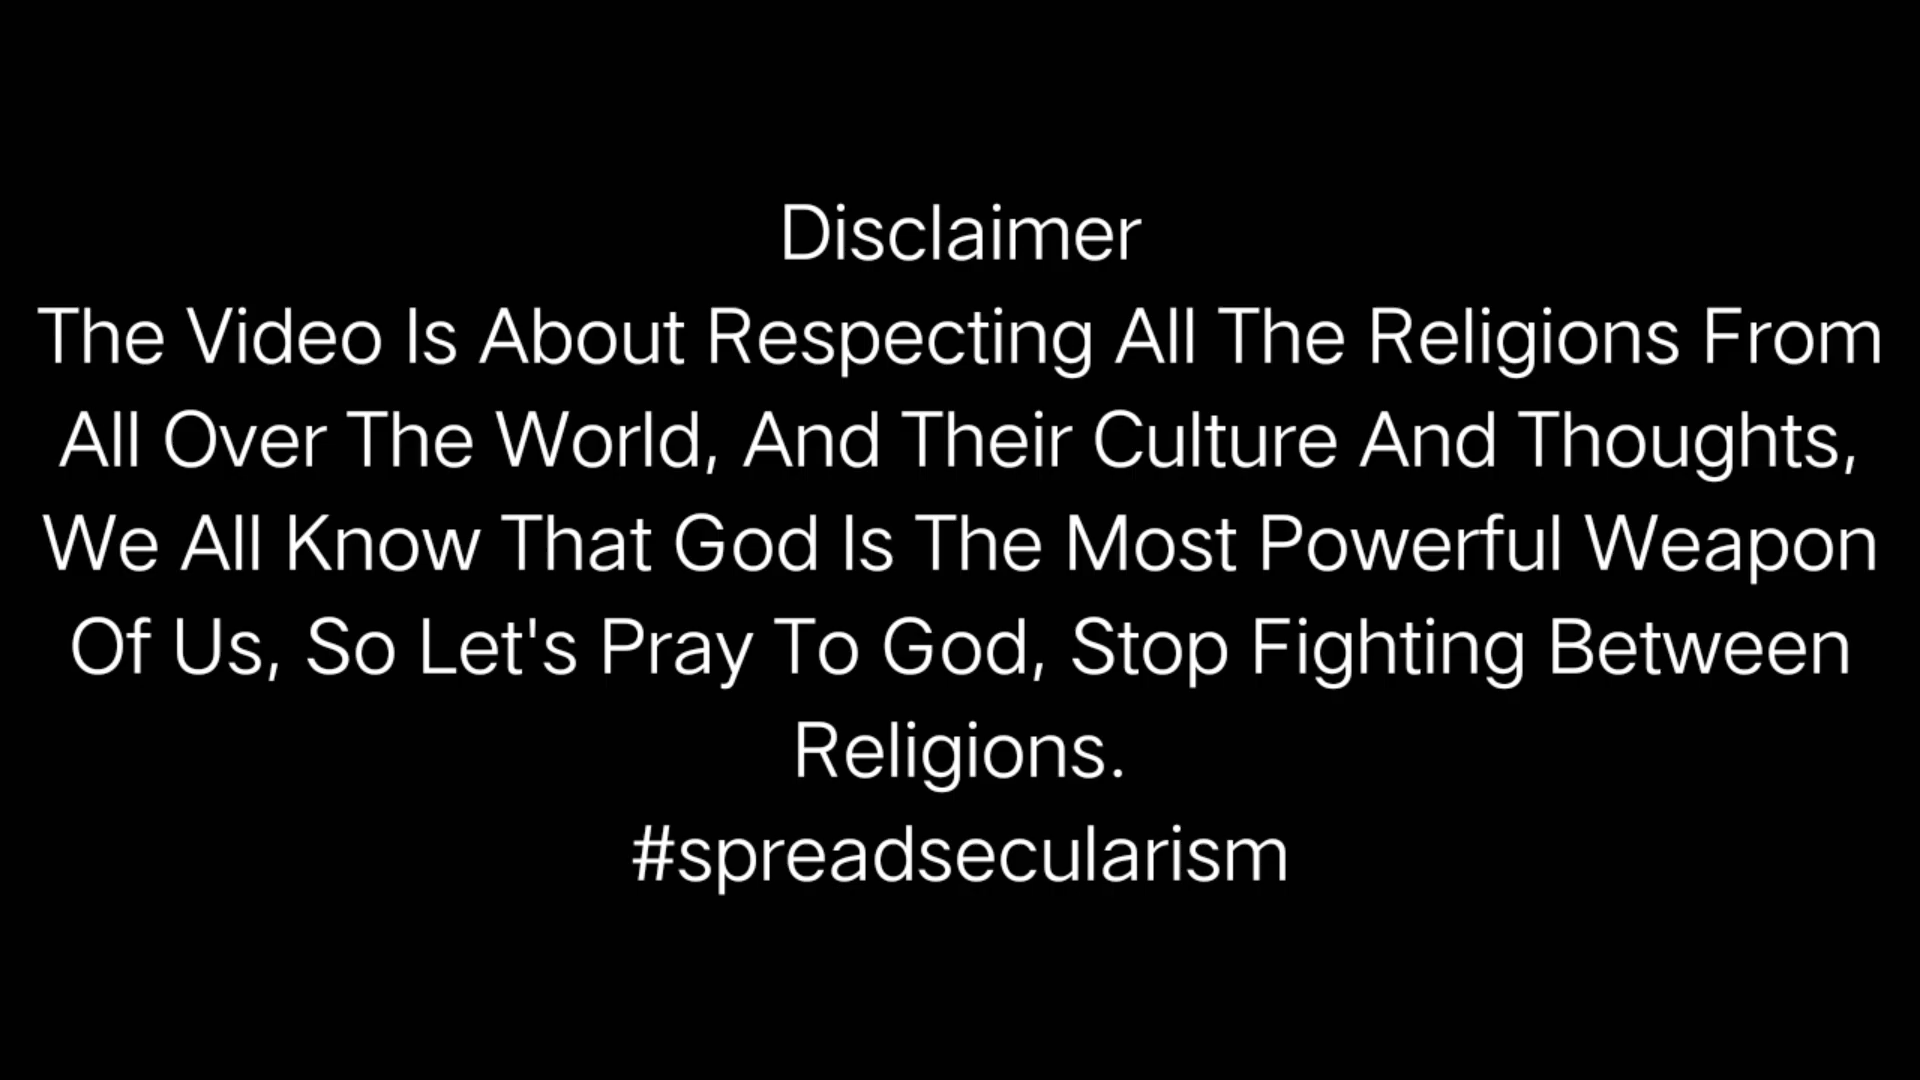 Disclaimer
The Video Is About Respecting All The Religions From
All Over The World, And Their Culture And Thoughts,
We All Know That God Is The Most Powerful Weapon
Of Us, So Let's Pray To God, Stop Fighting Between
Religions.
#spreadsecularism